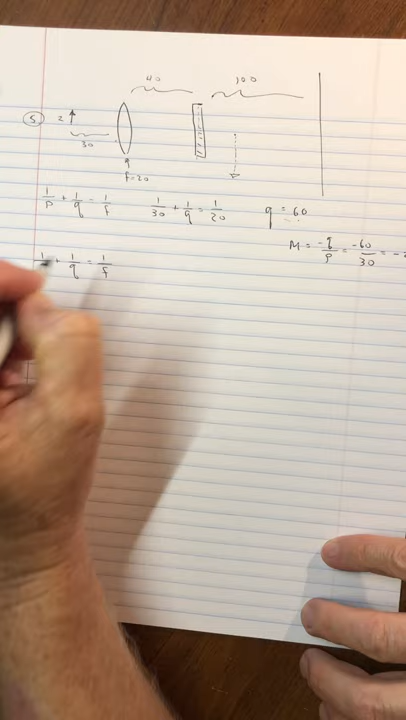 40 100
⑤ 2
30
f=20
1/p + 1/q = 1/f 1/30 + 1/q = 1/20 q = 60
M = -q/p = -60/30 = -
1/ + 1/q = 1/f